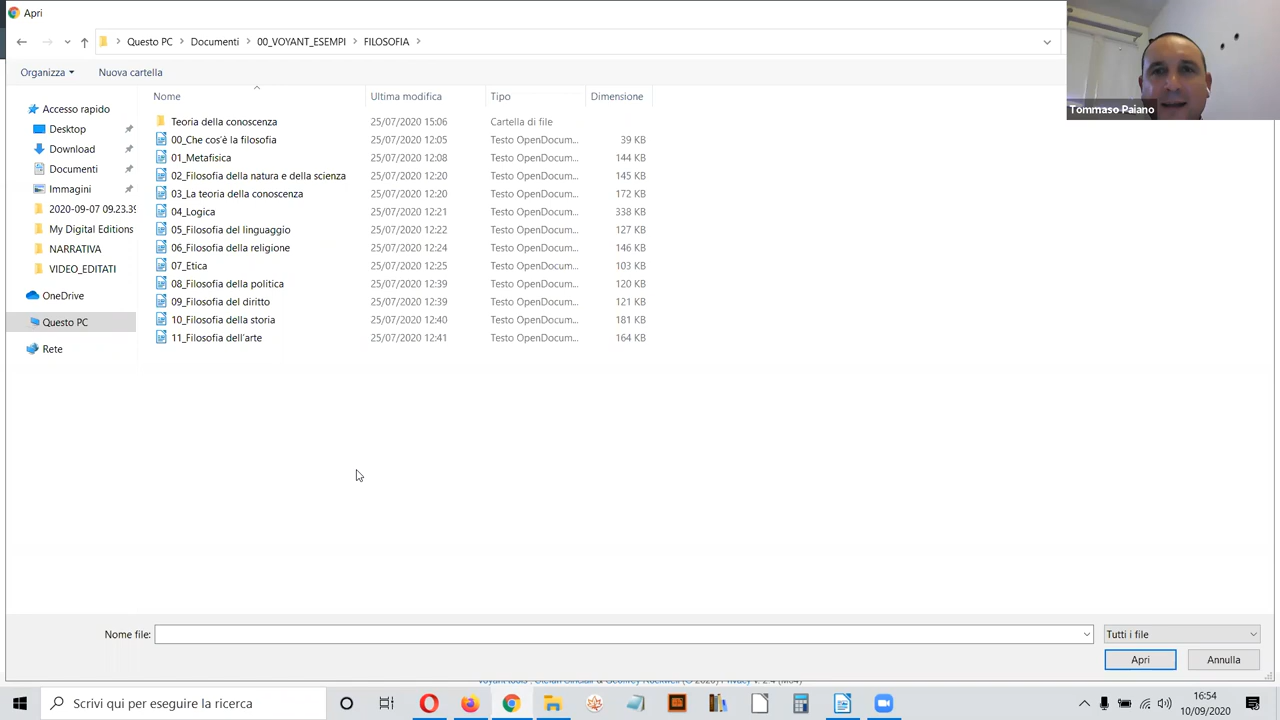 Apri
Questo PC > Documenti > 00_VOYANT_ESEMPI > FILOSOFIA >
Organizza Nuova cartella
Nome Ultima modifica Tipo Dimensione
Accesso rapido
Desktop
Download
Documenti
Immagini
2020-09-07 09.23.39
My Digital Editions
NARRATIVA
VIDEO_EDITATI
OneDrive
Questo PC
Rete
Teoria della conoscenza 25/07/2020 15:06 Cartella di file
00_Che cos'è la filosofia 25/07/2020 12:05 Testo OpenDocum... 39 KB
01_Metafisica 25/07/2020 12:08 Testo OpenDocum... 144 KB
02_Filosofia della natura e della scienza 25/07/2020 12:20 Testo OpenDocum... 145 KB
03_La teoria della conoscenza 25/07/2020 12:20 Testo OpenDocum... 172 KB
04_Logica 25/07/2020 12:21 Testo OpenDocum... 338 KB
05_Filosofia del linguaggio 25/07/2020 12:22 Testo OpenDocum... 127 KB
06_Filosofia della religione 25/07/2020 12:24 Testo OpenDocum... 146 KB
07_Etica 25/07/2020 12:25 Testo OpenDocum... 103 KB
08_Filosofia della politica 25/07/2020 12:39 Testo OpenDocum... 120 KB
09_Filosofia del diritto 25/07/2020 12:39 Testo OpenDocum... 121 KB
10_Filosofia della storia 25/07/2020 12:40 Testo OpenDocum... 181 KB
11_Filosofia dell'arte 25/07/2020 12:41 Testo OpenDocum... 164 KB
Tommaso Paiano
Nome file: Tutti i file
Apri Annulla
Scrivi qui per eseguire la ricerca
16:54
10/09/2020